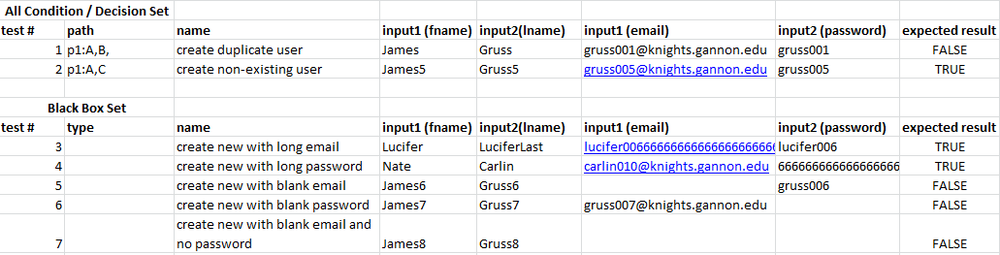 All Condition / Decision Set
test # path name input1 (fname) input2(lname) input1 (email) input2 (password) expected result
1 p1:A,B, create duplicate user James Gruss gruss001@knights.gannon.edu gruss001 FALSE
2 p1:A,C create non-existing user James5 Gruss5 gruss005@knights.gannon.edu gruss005 TRUE
Black Box Set
test # type name input1 (fname) input2(lname) input1 (email) input2 (password) expected result
3 create new with long email Lucifer LuciferLast lucifer006666666666666666666666 lucifer006 TRUE
4 create new with long password Nate Carlin carlin010@knights.gannon.edu 666666666666666666 TRUE
5 create new with blank email James6 Gruss6 gruss006 FALSE
6 create new with blank password James7 Gruss7 gruss007@knights.gannon.edu FALSE
create new with blank email and
7 no password James8 Gruss8 FALSE